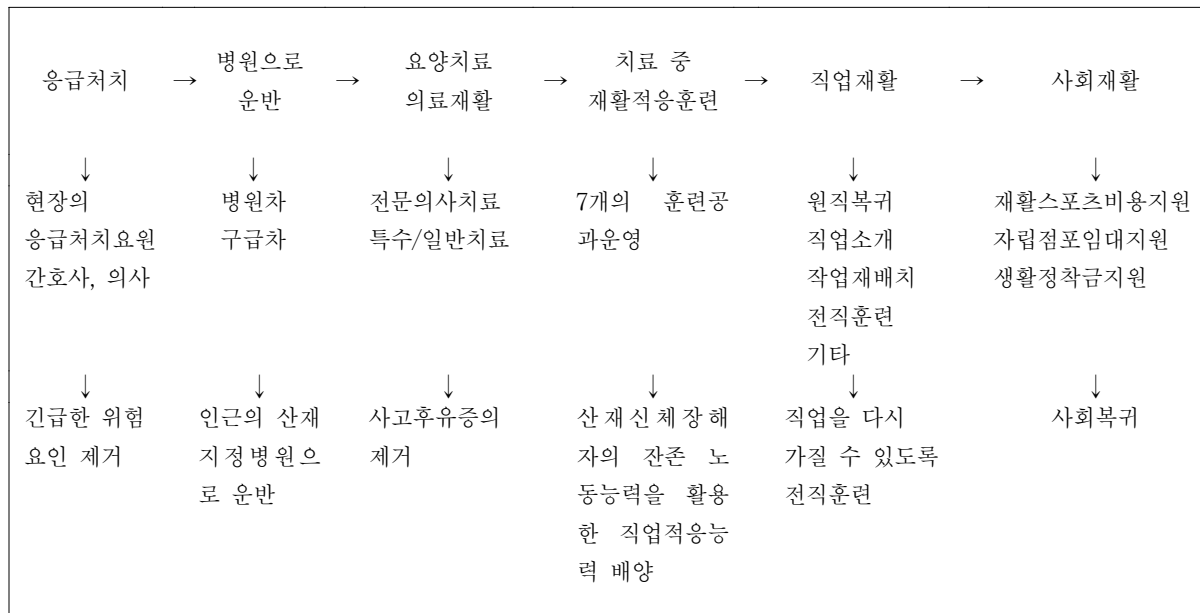 응급처치 → 병원으로 운반 → 요양치료 의료재활 → 치료 중 재활적응훈련 → 직업재활 → 사회재활
↓ ↓ ↓ ↓ ↓ ↓
현장의
응급처치요원
간호사, 의사
병원차
구급차
전문의사치료
특수/일반치료
7개의 훈련공
과운영
원직복귀
직업소개
작업재배치
전직훈련
기타
재활스포츠비용지원
자립점포임대지원
생활정착금지원
↓ ↓ ↓ ↓ ↓ ↓
긴급한 위험
요인 제거
인근의 산재
지정병원으
로 운반
사고후유증의
제거
산재신체장해
자의 잔존 노
동능력을 활용
한 직업적응능
력 배양
직업을 다시
가질 수 있도록
전직훈련
사회복귀